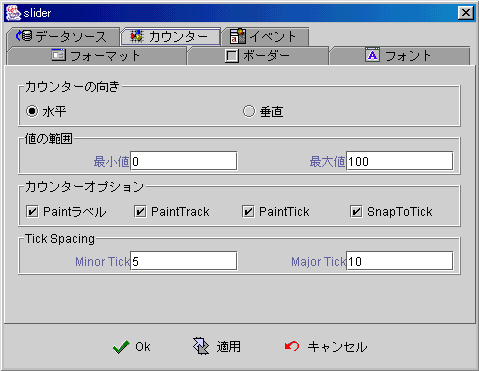 slider
データソース カウンター イベント
フォーマット ボーダー A フォント
カウンターの向き
水平 垂直
値の範囲
最小値 0 最大値 100
カウンターオプション
Paintラベル PaintTrack PaintTick SnapToTick
Tick Spacing
Minor Tick 5 Major Tick 10
Ok 適用 キャンセル